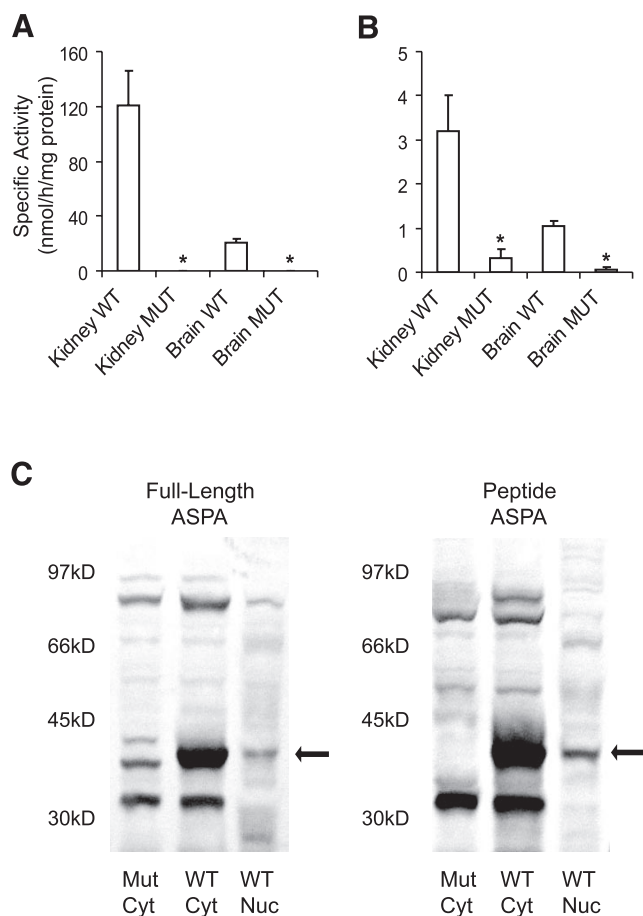 A
Specific Activity
(nmol/h/mg protein)
160
120
80
40
0
*
*
Kidney WT
Kidney MUT
Brain WT
Brain MUT
B
5
4
3
2
1
0
*
*
Kidney WT
Kidney MUT
Brain WT
Brain MUT
C
Full-Length
ASPA
97kD
66kD
45kD
30kD
Mut
Cyt
WT
Cyt
WT
Nuc
Peptide
ASPA
97kD
66kD
45kD
30kD
Mut
Cyt
WT
Cyt
WT
Nuc